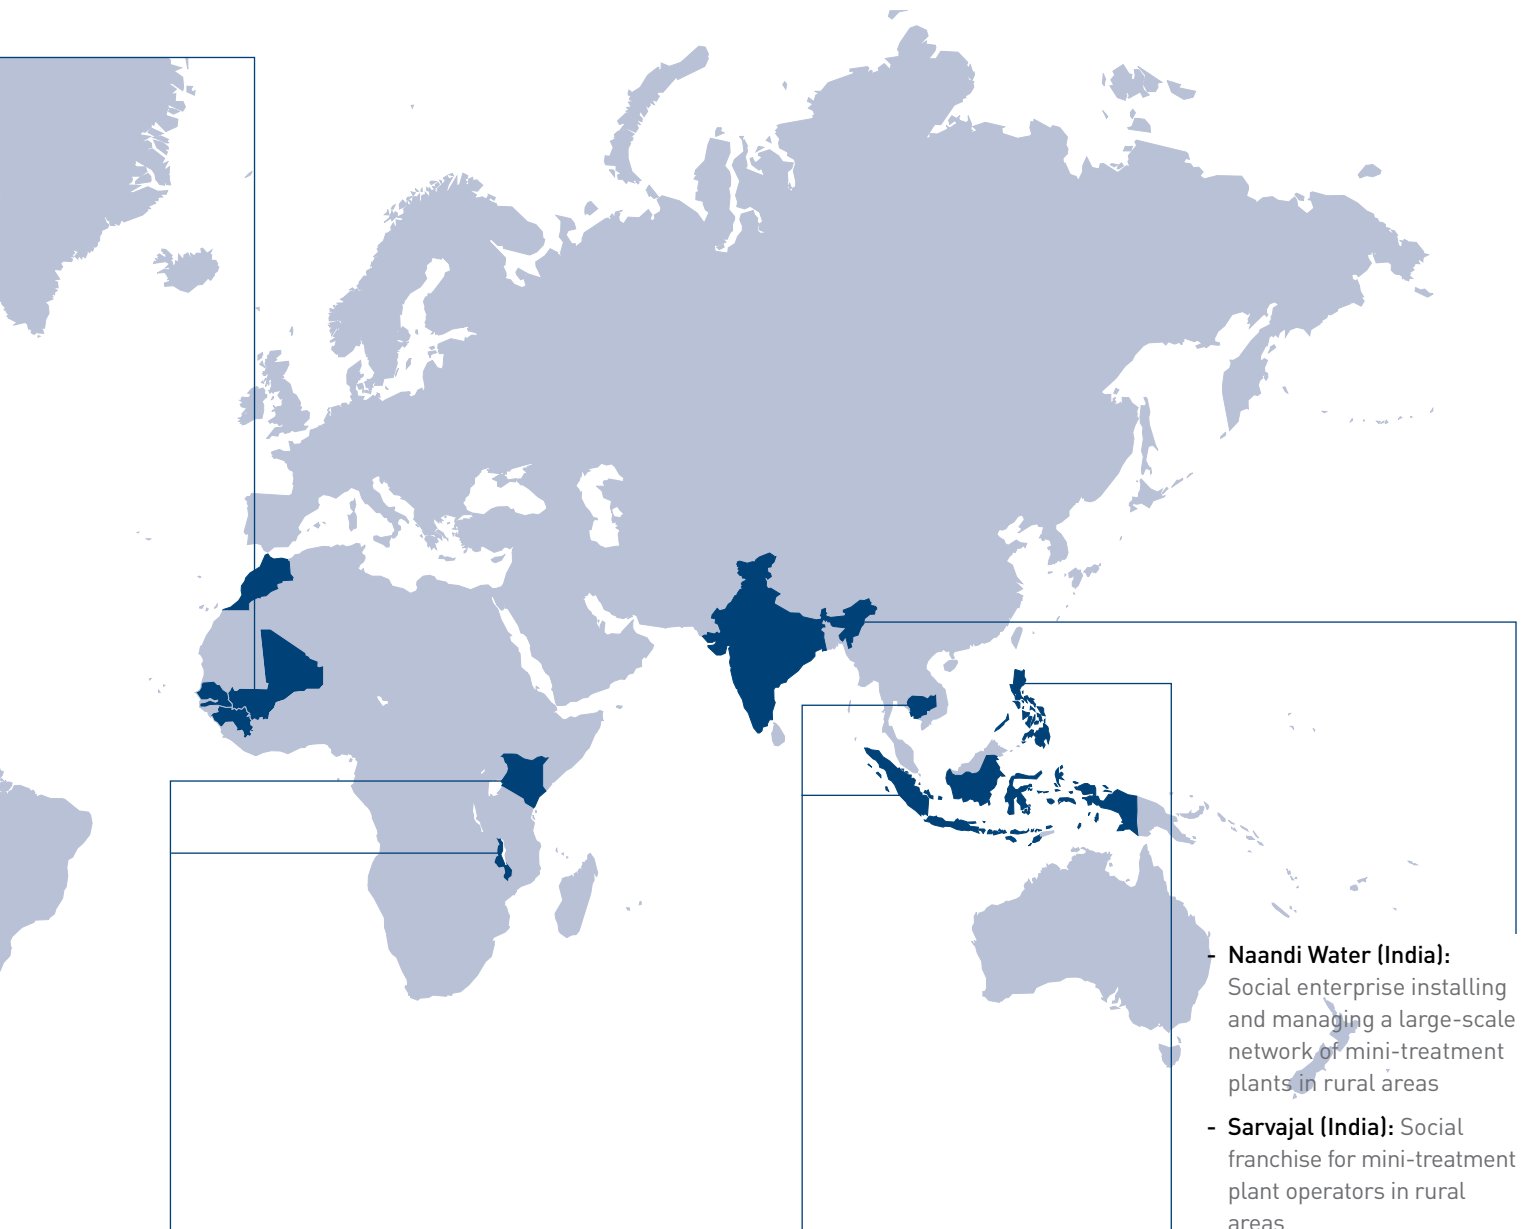 - Naandi Water (India):
Social enterprise installing
and managing a large-scale
network of mini-treatment
plants in rural areas
- Sarvajal (India): Social
franchise for mini-treatment
plant operators in rural
areas